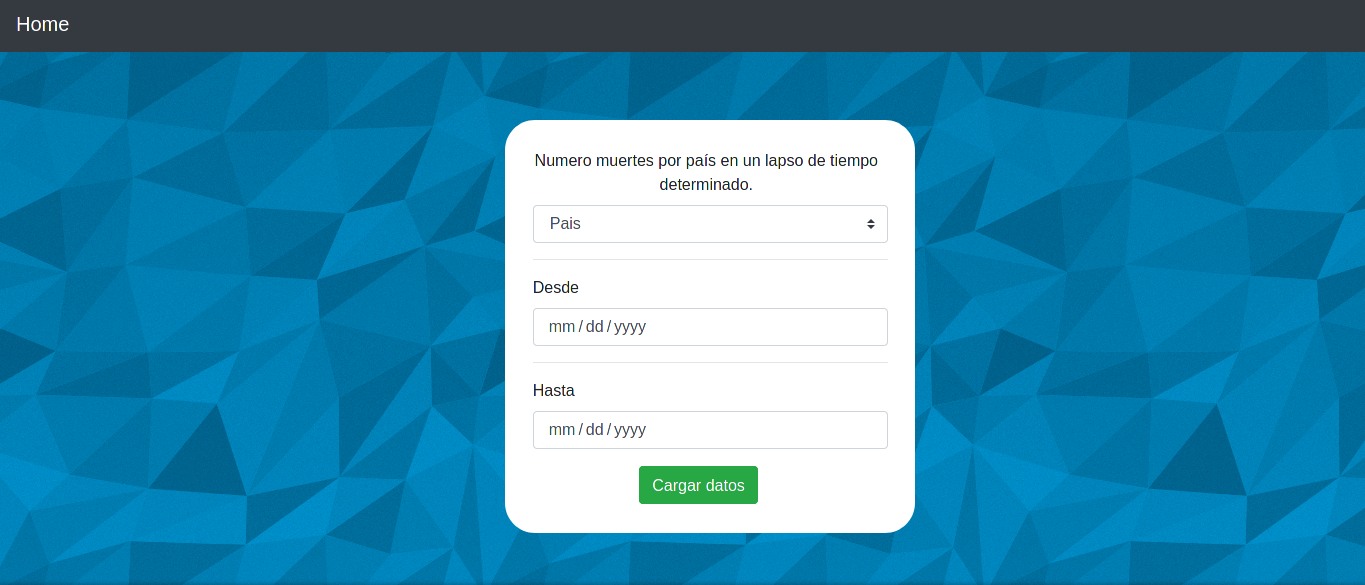 Home
Numero muertes por país en un lapso de tiempo
determinado.
Pais
Desde
mm/dd/yyyy
Hasta
mm/dd/yyyy
Cargar datos